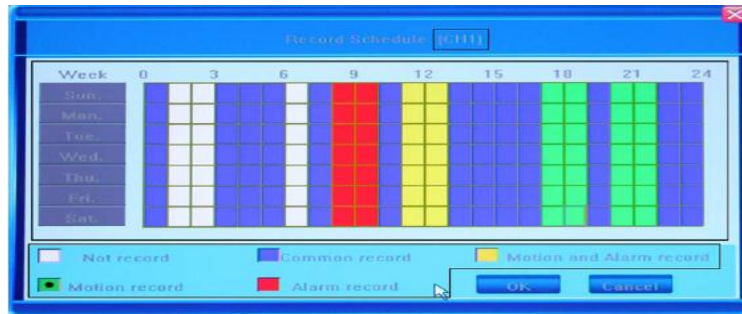 Record Schedule [CH1]
Week 0 3 6 9 12 15 18 21 24
Sun.
Mon.
Tue.
Wed.
Thu.
Fri.
Sat.
Not record Common record Motion and Alarm record
Motion record Alarm record OK Cancel